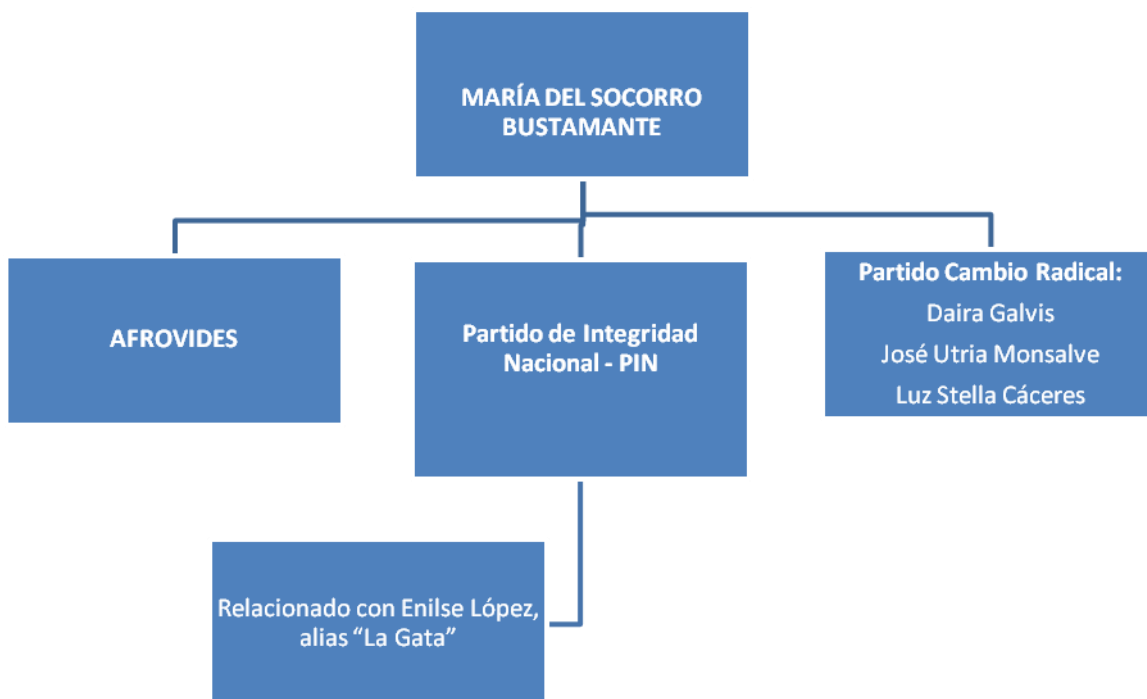 MARÍA DEL SOCORRO
BUSTAMANTE
AFROVIDES
Partido de Integridad
Nacional - PIN
Partido Cambio Radical:
Daira Galvis
José Utria Monsalve
Luz Stella Cáceres
Relacionado con Enilse López,
alias “La Gata”